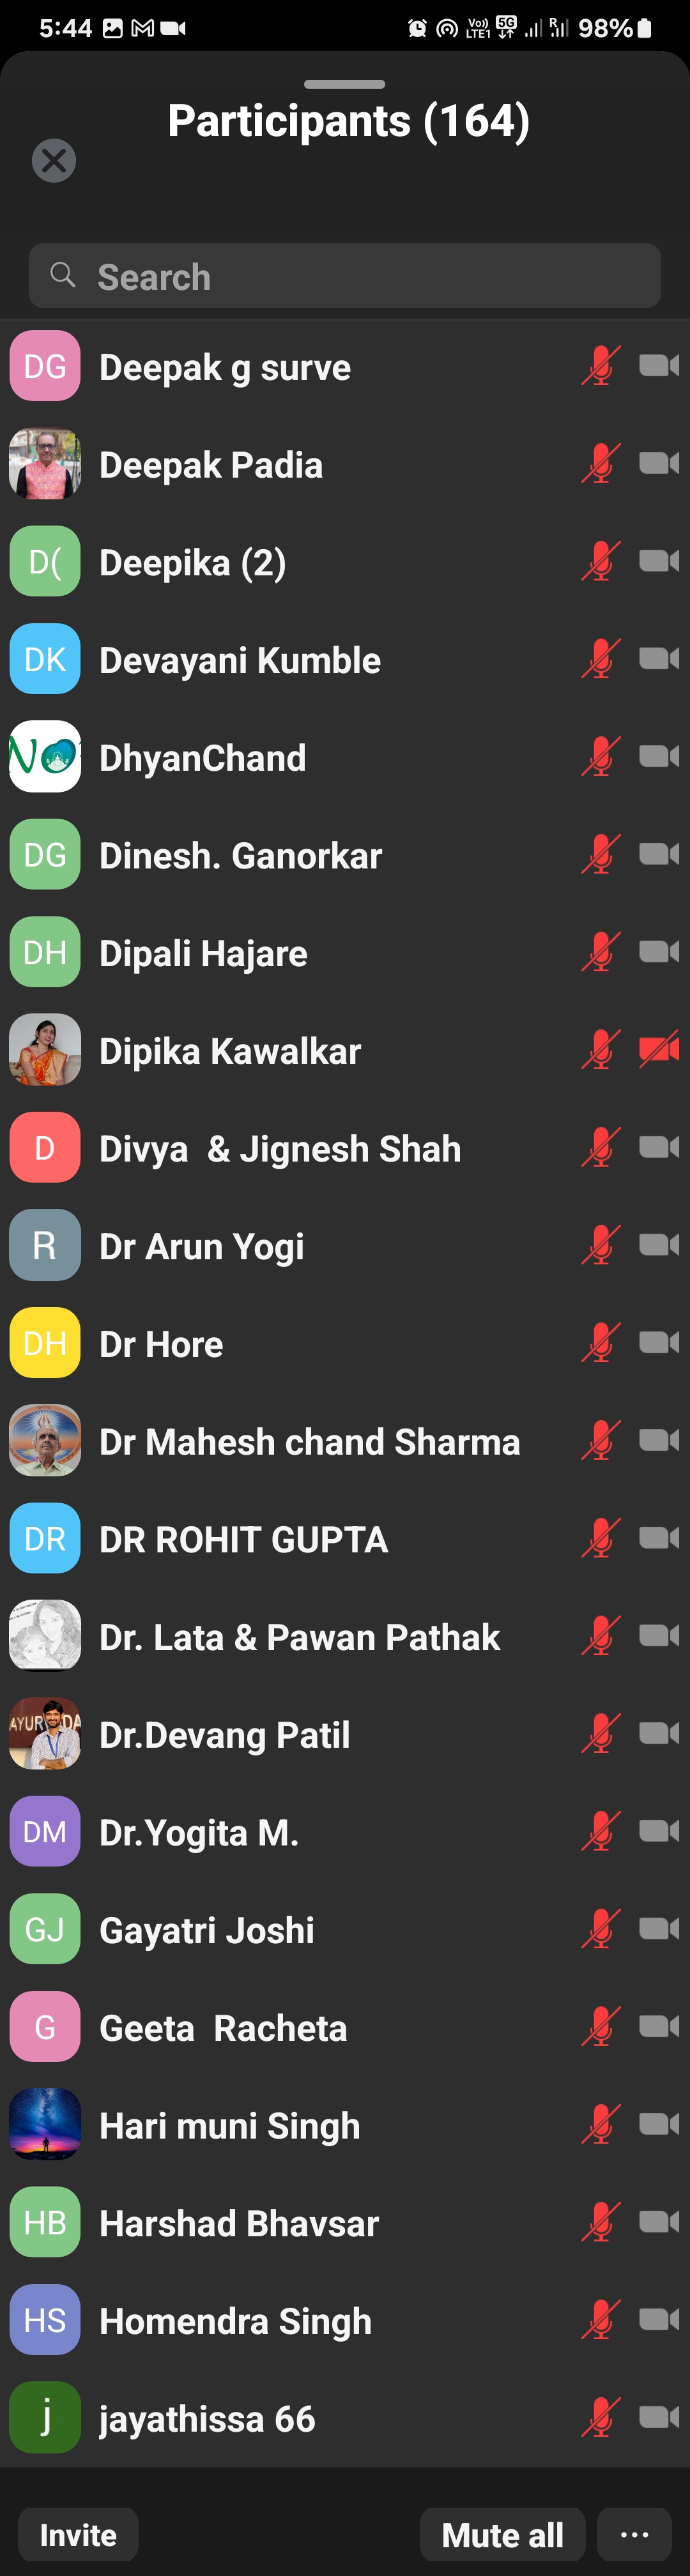 5:44
Vo)) LTE1 5G R 98%
Participants (164)
Search
DG Deepak g surve
Deepak Padia
D( Deepika (2)
DK Devayani Kumble
NO DhyanChand
DG Dinesh. Ganorkar
DH Dipali Hajare
Dipika Kawalkar
D Divya & Jignesh Shah
R Dr Arun Yogi
DH Dr Hore
Dr Mahesh chand Sharma
DR DR ROHIT GUPTA
Dr. Lata & Pawan Pathak
Dr.Devang Patil
DM Dr.Yogita M.
GJ Gayatri Joshi
G Geeta Racheta
Hari muni Singh
HB Harshad Bhavsar
HS Homendra Singh
j jayathissa 66
Invite Mute all ...